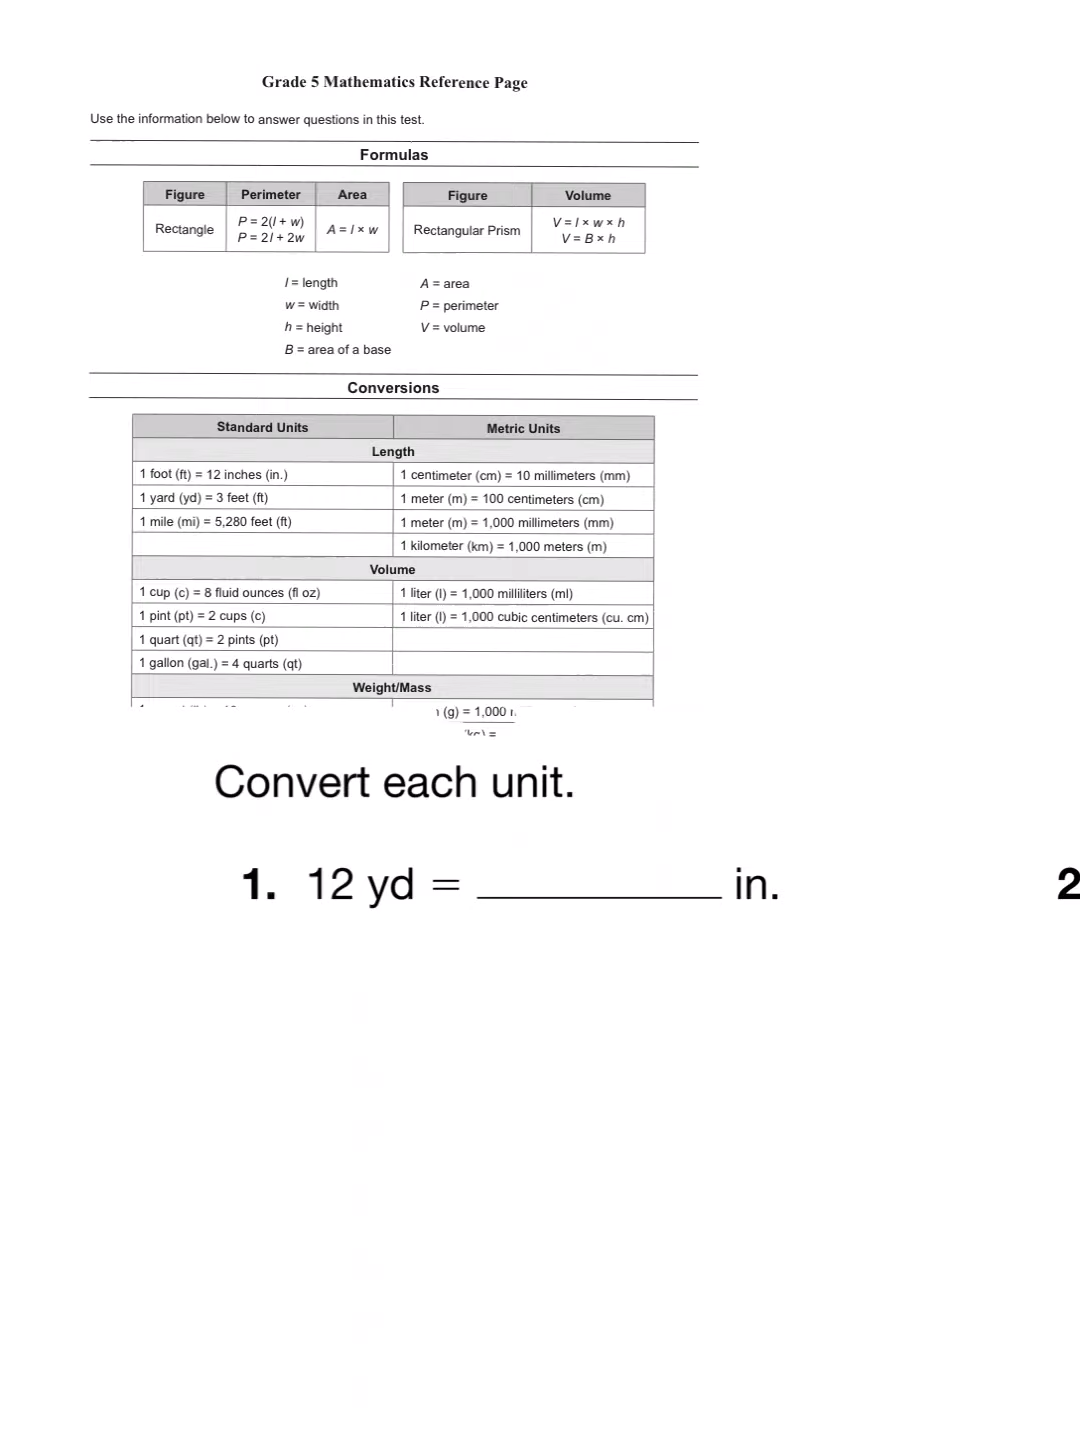 Grade 5 Mathematics Reference Page
Use the information below to answer questions in this test.
Formulas
Figure Perimeter Area
Rectangle P = 2(l + w) A = l × w
P = 2l + 2w
Figure Volume
Rectangular Prism V = l × w × h
V = B × h
l = length A = area
w = width P = perimeter
h = height V = volume
B = area of a base
Conversions
Standard Units Metric Units
Length
1 foot (ft) = 12 inches (in.) 1 centimeter (cm) = 10 millimeters (mm)
1 yard (yd) = 3 feet (ft) 1 meter (m) = 100 centimeters (cm)
1 mile (mi) = 5,280 feet (ft) 1 meter (m) = 1,000 millimeters (mm)
1 kilometer (km) = 1,000 meters (m)
Volume
1 cup (c) = 8 fluid ounces (fl oz) 1 liter (l) = 1,000 milliliters (ml)
1 pint (pt) = 2 cups (c) 1 liter (l) = 1,000 cubic centimeters (cu. cm)
1 quart (qt) = 2 pints (pt)
1 gallon (gal.) = 4 quarts (qt)
Weight/Mass
(g) = 1,000
Convert each unit.
1. 12 yd = ________ in. 2